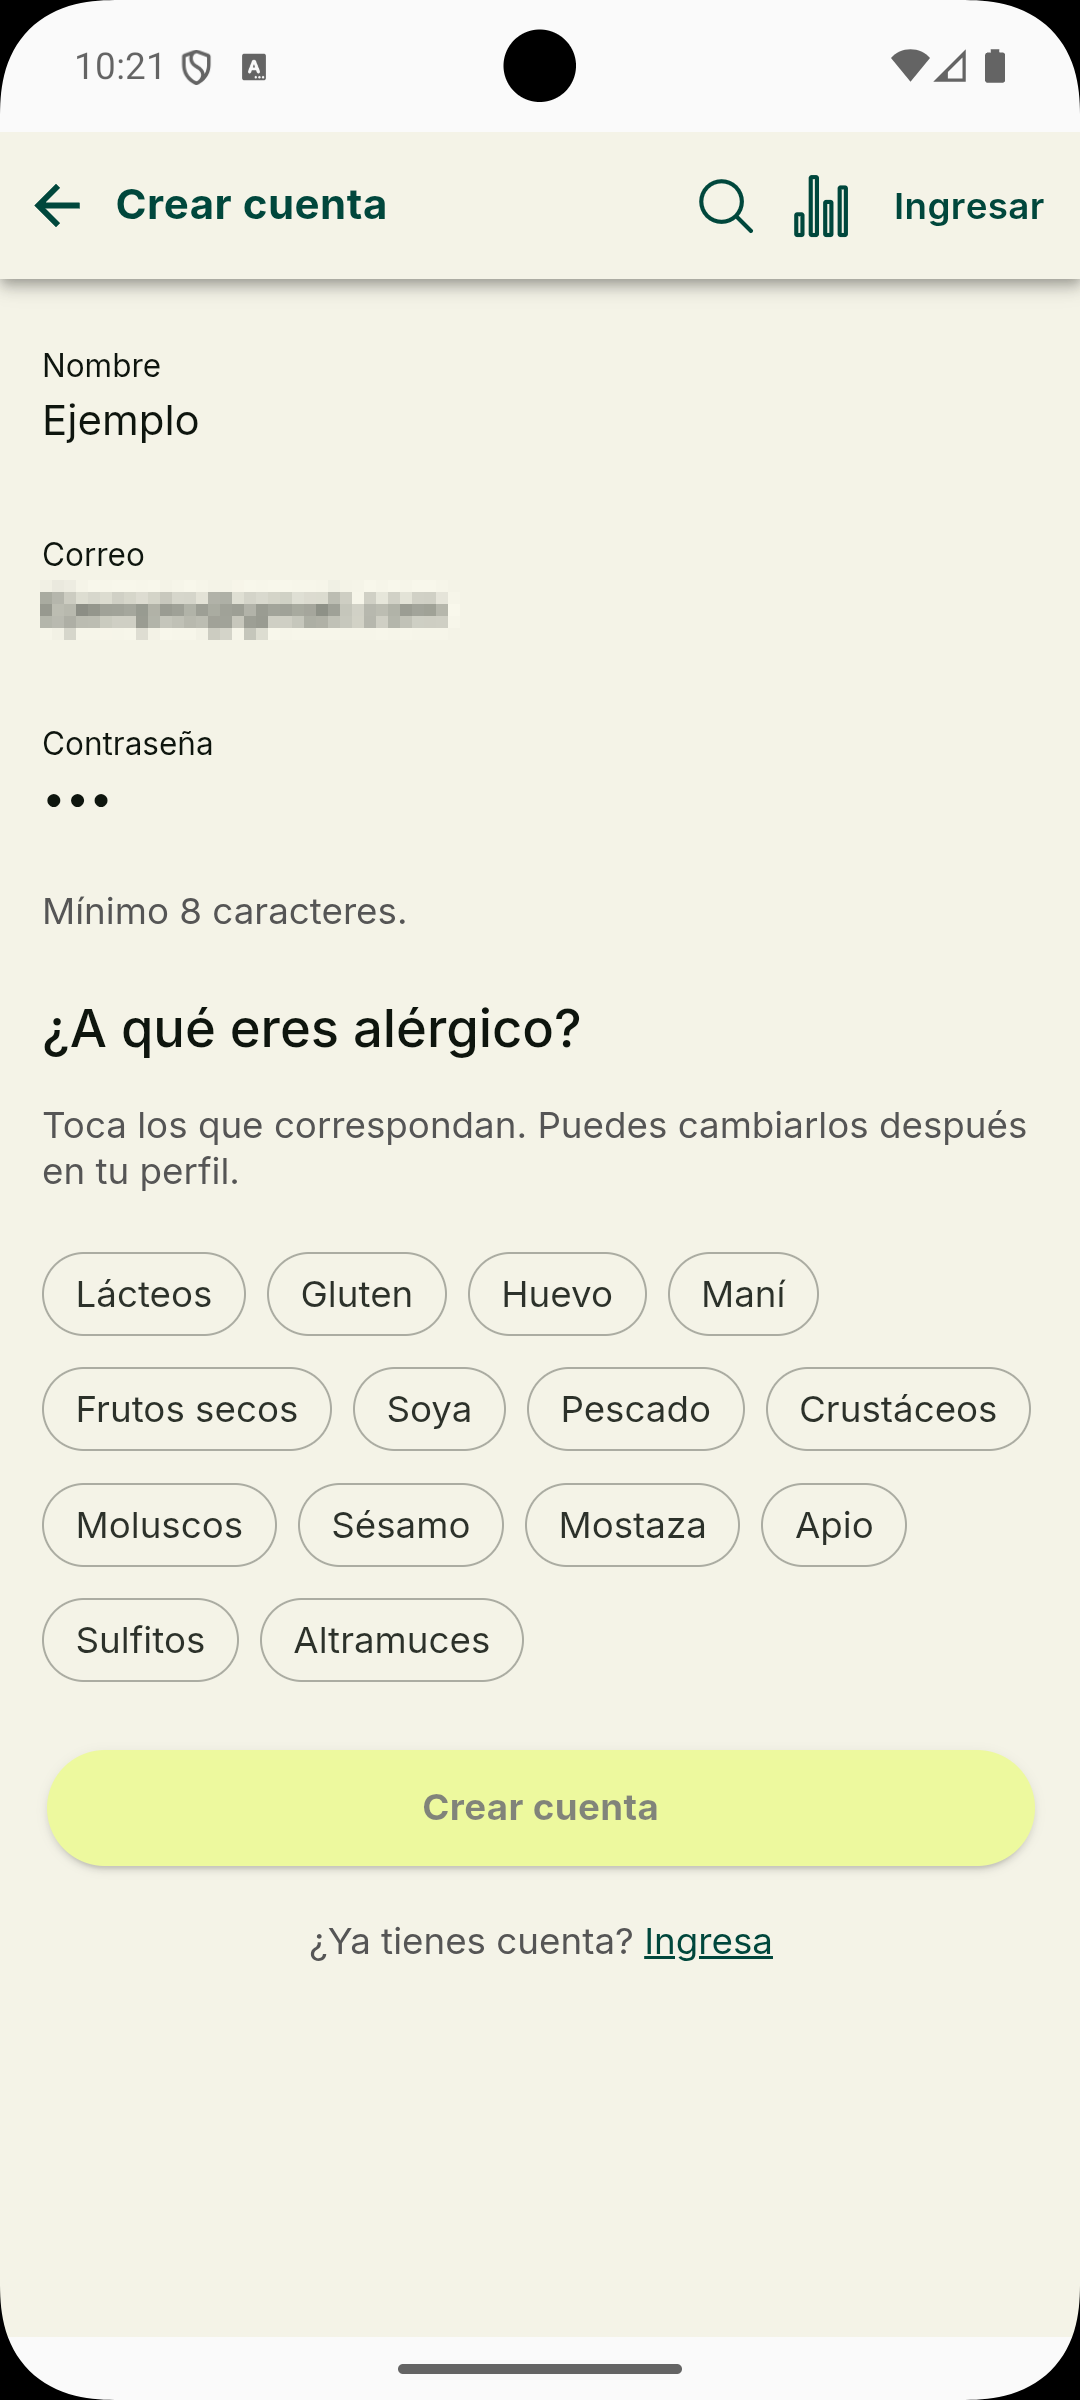 10:21
Crear cuenta
Ingresar
Nombre
Ejemplo
Correo
Contraseña
•••
Mínimo 8 caracteres.
¿A qué eres alérgico?
Toca los que correspondan. Puedes cambiarlos después
en tu perfil.
Lácteos Gluten Huevo Maní
Frutos secos Soya Pescado Crustáceos
Moluscos Sésamo Mostaza Apio
Sulfitos Altramuces
Crear cuenta
¿Ya tienes cuenta? Ingresa